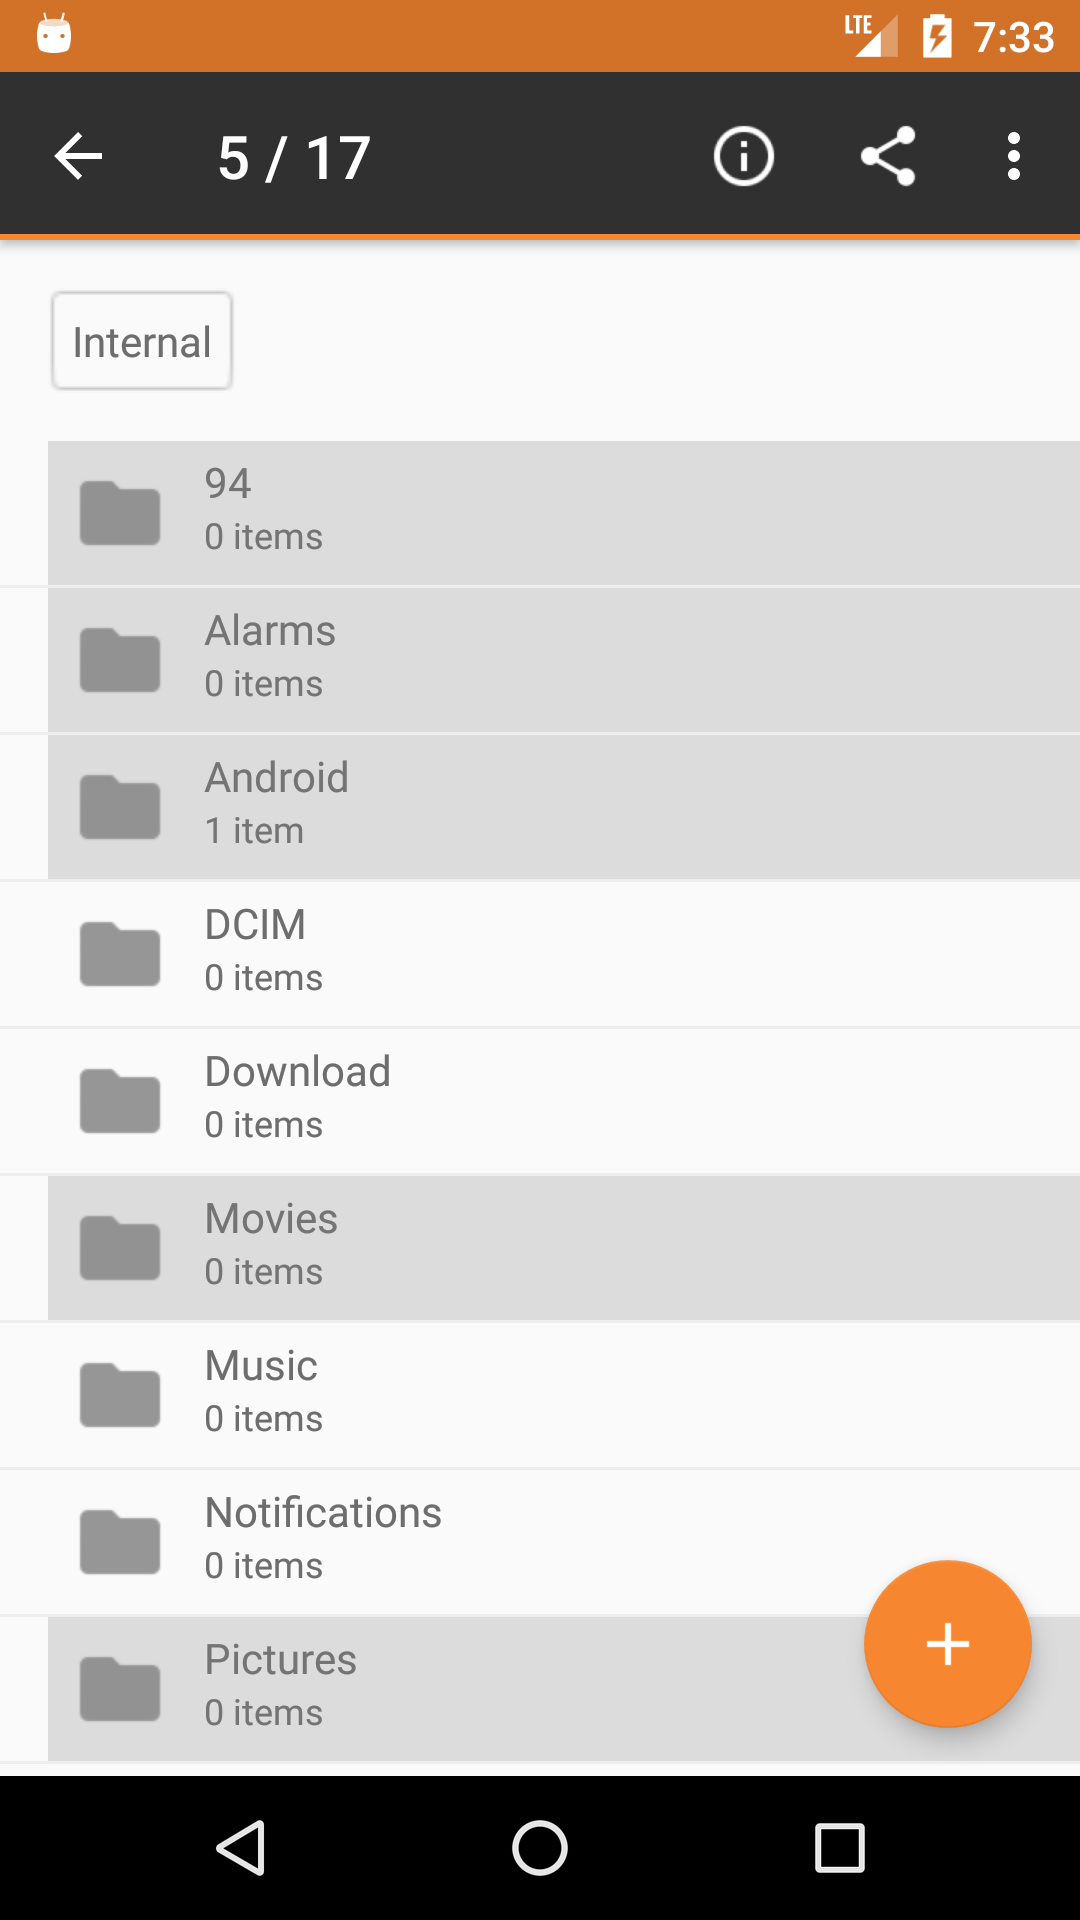 LTE 7:33
5 / 17
Internal
94
0 items
Alarms
0 items
Android
1 item
DCIM
0 items
Download
0 items
Movies
0 items
Music
0 items
Notifications
0 items
Pictures
0 items